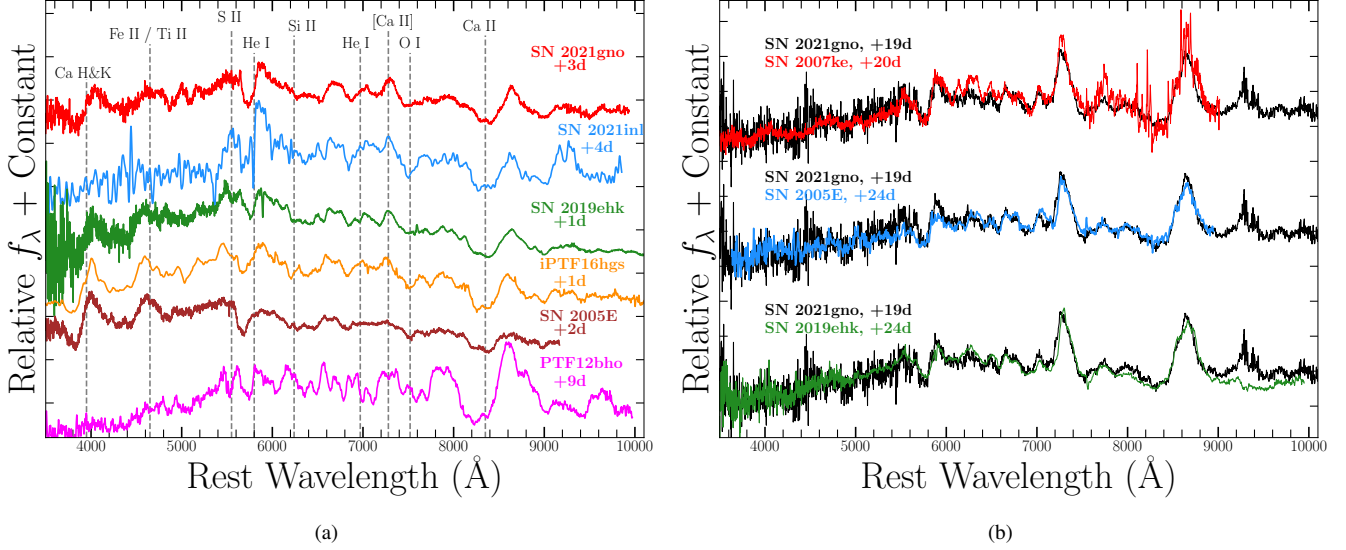 S II
[Ca II]
Fe II / Ti II
Si II
Ca II
He I
He I
O I
Ca H&K
SN 2021gno
+3d
SN 2021inl
+4d
SN 2019ehk
+1d
iPTF16hgs
+1d
SN 2005E
+2d
PTF12bho
+9d
Relative fλ + Constant
4000 5000 6000 7000 8000 9000 10000
Rest Wavelength (Å)
(a)
SN 2021gno, +19d
SN 2007ke, +20d
SN 2021gno, +19d
SN 2005E, +24d
SN 2021gno, +19d
SN 2019ehk, +24d
Relative fλ + Constant
4000 5000 6000 7000 8000 9000 10000
Rest Wavelength (Å)
(b)